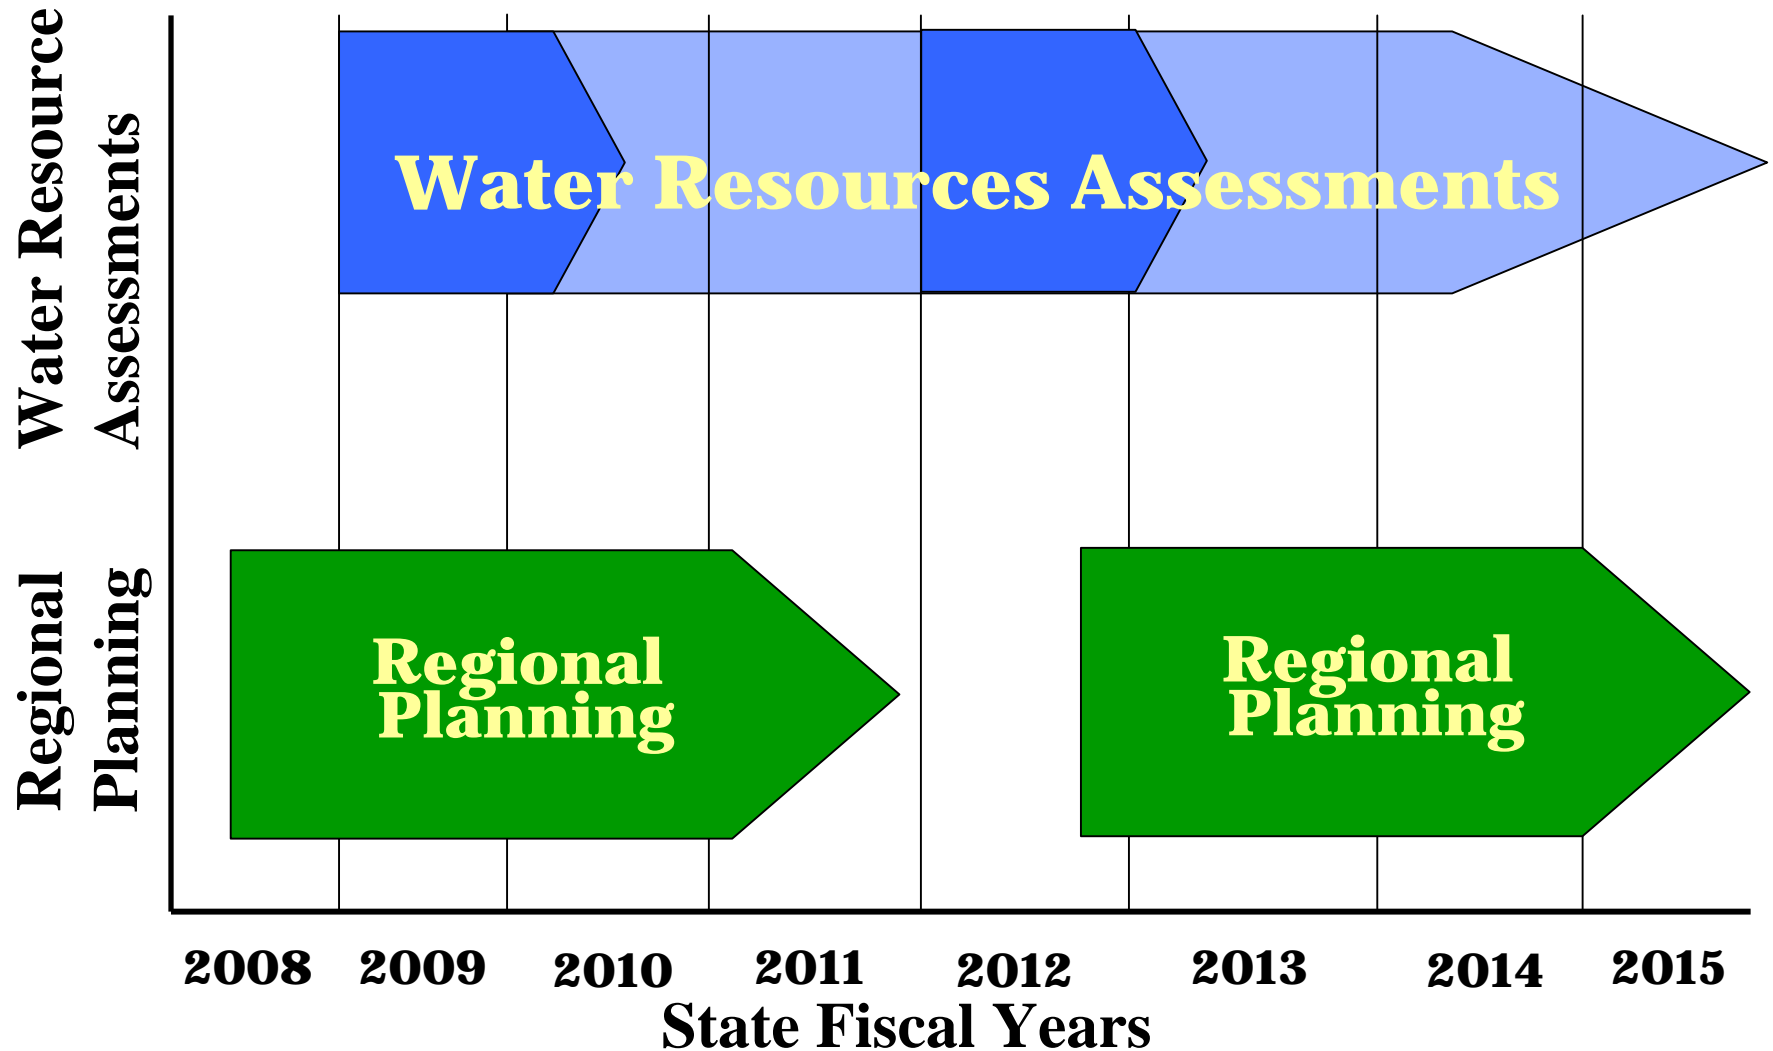 Water Resource
Assessments
Water Resources Assessments
Regional
Planning
Regional
Planning
Regional
Planning
2008 2009 2010 2011 2012 2013 2014 2015
State Fiscal Years